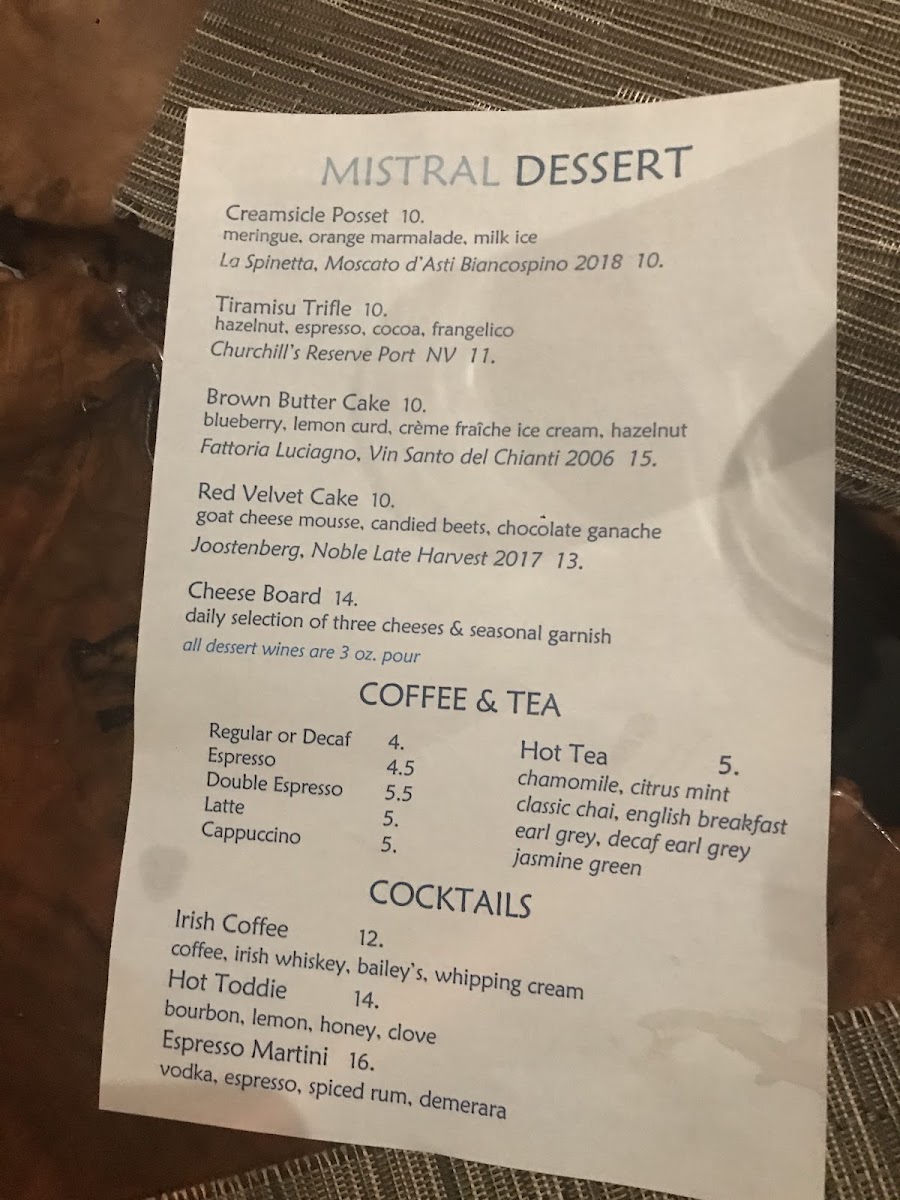 MISTRAL DESSERT
Creamsicle Posset 10.
meringue, orange marmalade, milk ice
La Spinetta, Moscato d'Asti Biancospino 2018 10.
Tiramisu Trifle 10.
hazelnut, espresso, cocoa, frangelico
Churchill's Reserve Port NV 11.
Brown Butter Cake 10.
blueberry, lemon curd, crème fraîche ice cream, hazelnut
Fattoria Luciagno, Vin Santo del Chianti 2006 15.
Red Velvet Cake 10.
goat cheese mousse, candied beets, chocolate ganache
Joostenberg, Noble Late Harvest 2017 13.
Cheese Board 14.
daily selection of three cheeses & seasonal garnish
all dessert wines are 3 oz. pour
COFFEE & TEA
Regular or Decaf 4.
Espresso 4.5
Double Espresso 5.5
Latte 5.
Cappuccino 5.
Hot Tea 5.
chamomile, citrus mint
classic chai, english breakfast
earl grey, decaf earl grey
jasmine green
COCKTAILS
Irish Coffee 12.
coffee, irish whiskey, bailey's, whipping cream
Hot Toddie 14.
bourbon, lemon, honey, clove
Espresso Martini 16.
vodka, espresso, spiced rum, demerara